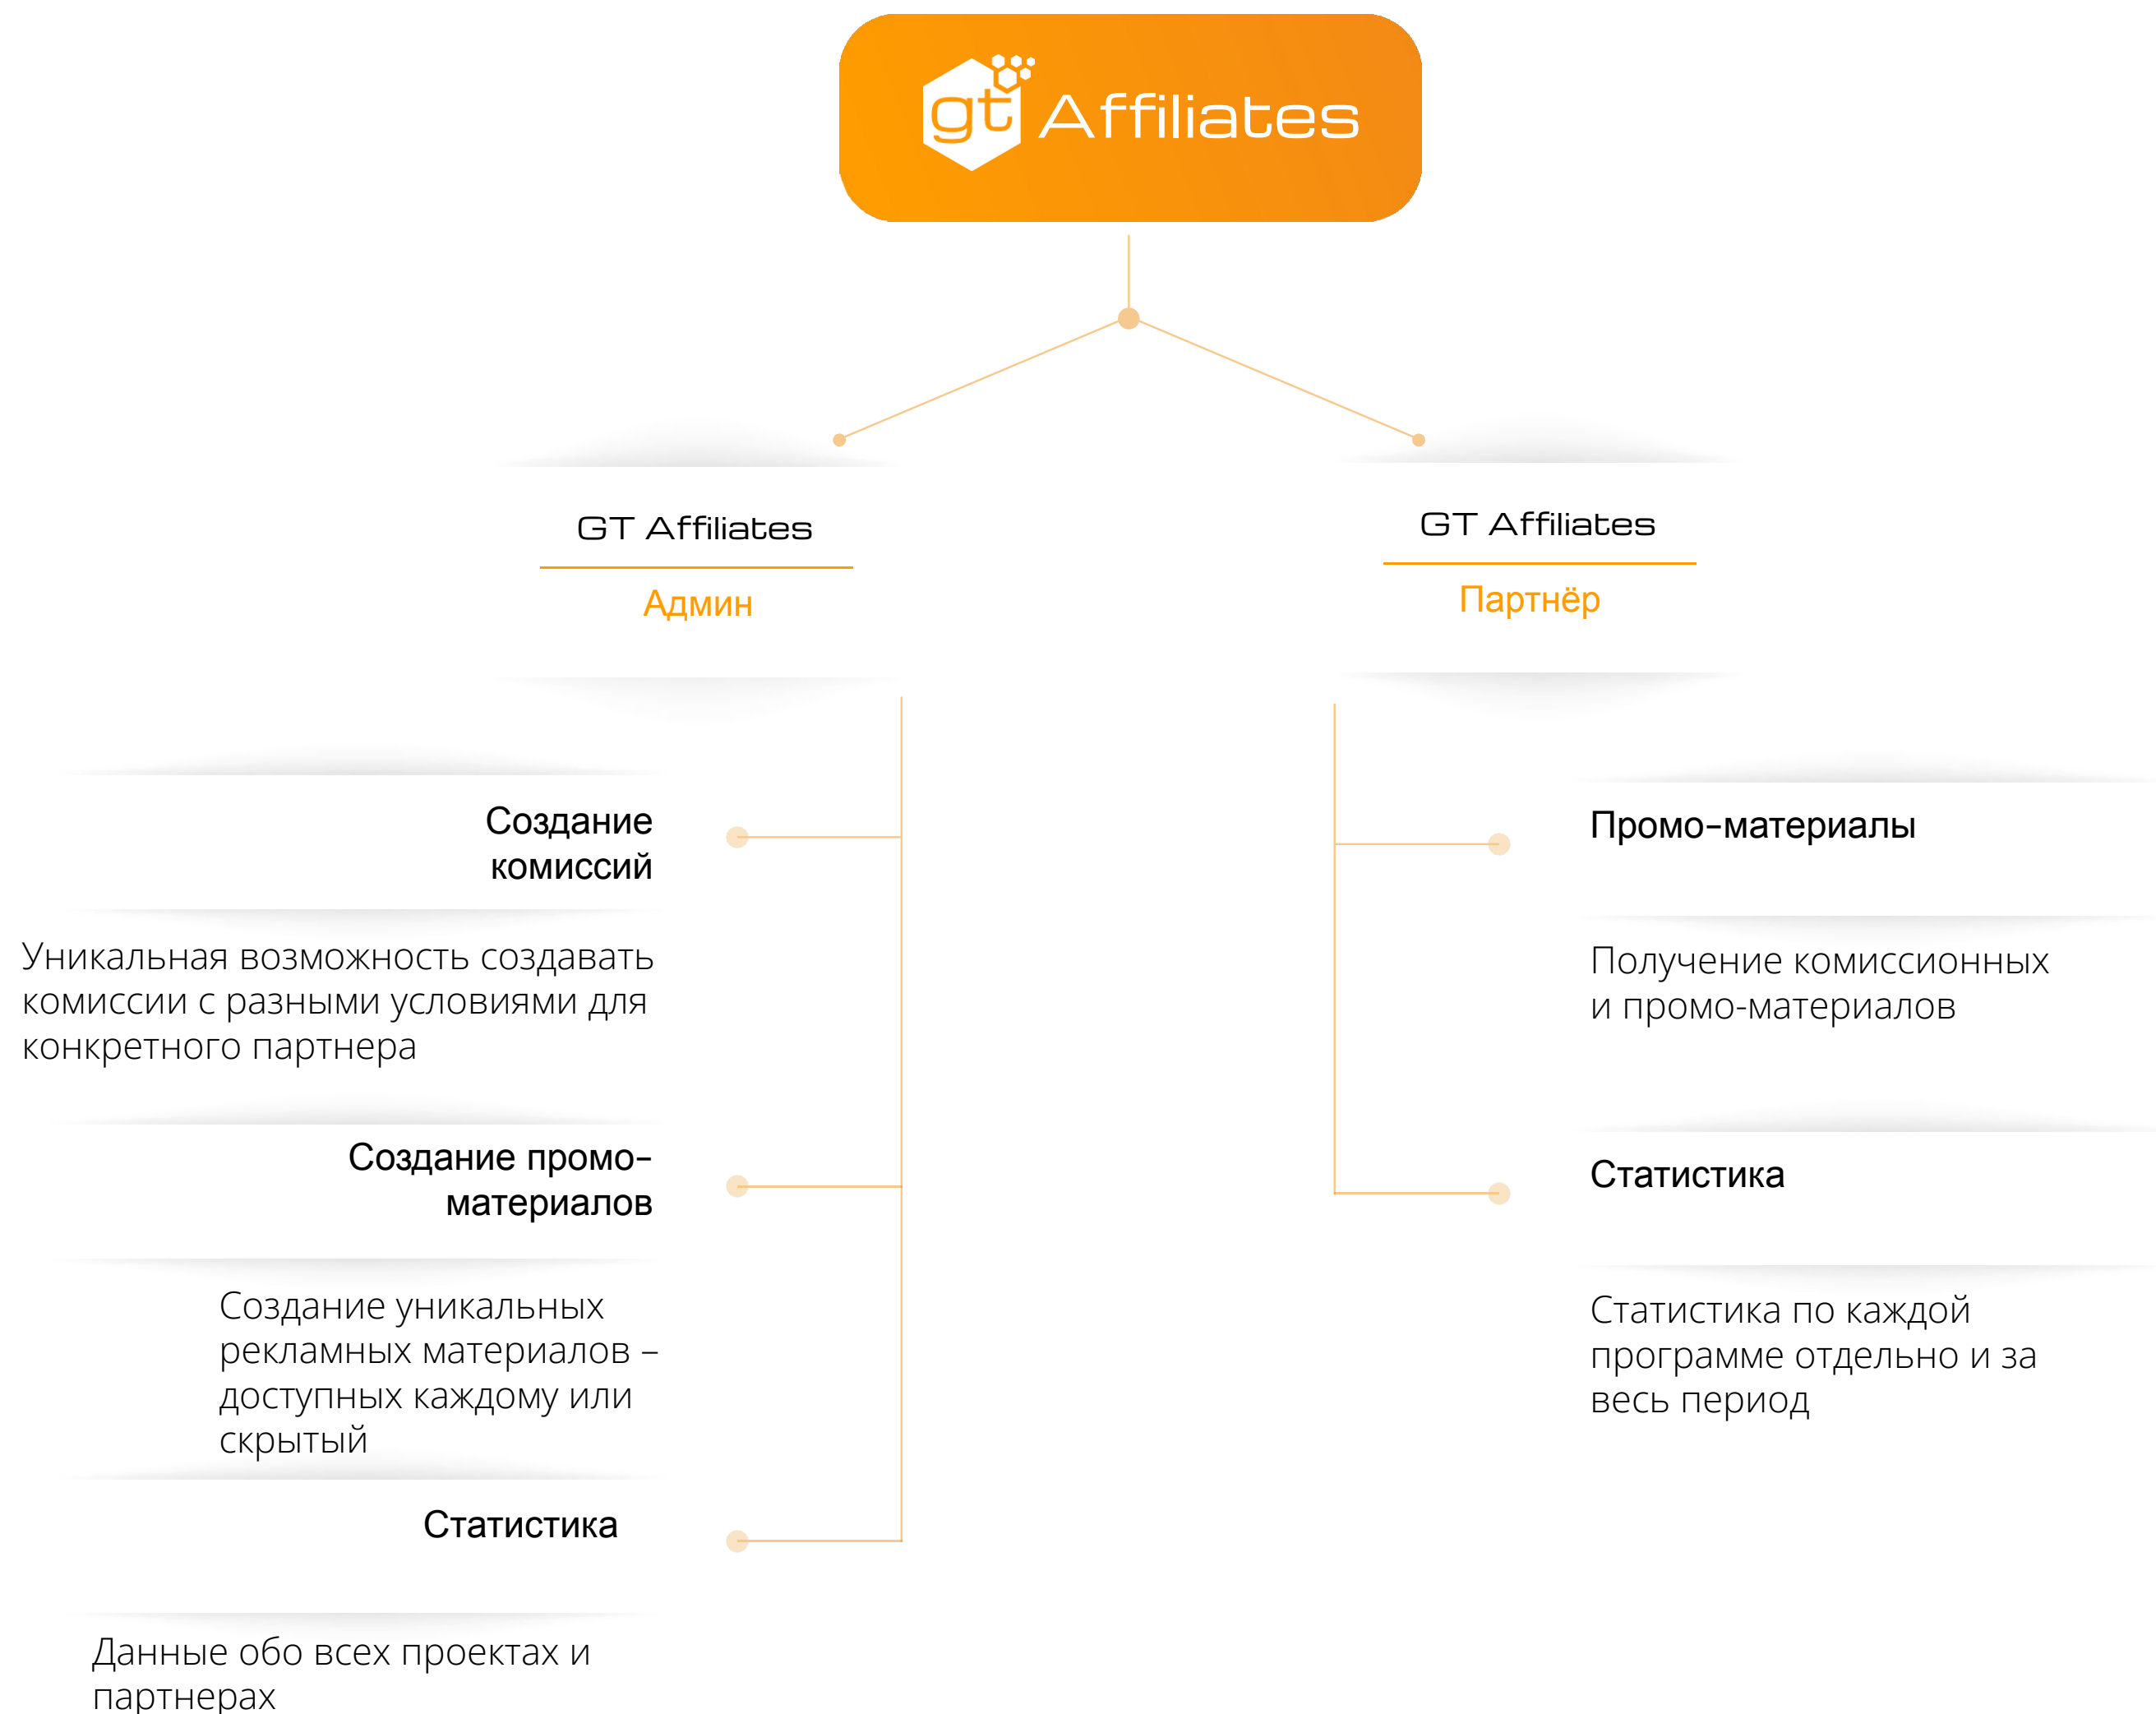 gt Affiliates
GT Affiliates
Админ
Создание
комиссий
Уникальная возможность создавать
комиссии с разными условиями для
конкретного партнера
Создание промо-
материалов
Создание уникальных
рекламных материалов –
доступных каждому или
скрытый
Статистика
Данные обо всех проектах и
партнерах
GT Affiliates
Партнёр
Промо-материалы
Получение комиссионных
и промо-материалов
Статистика
Статистика по каждой
программе отдельно и за
весь период